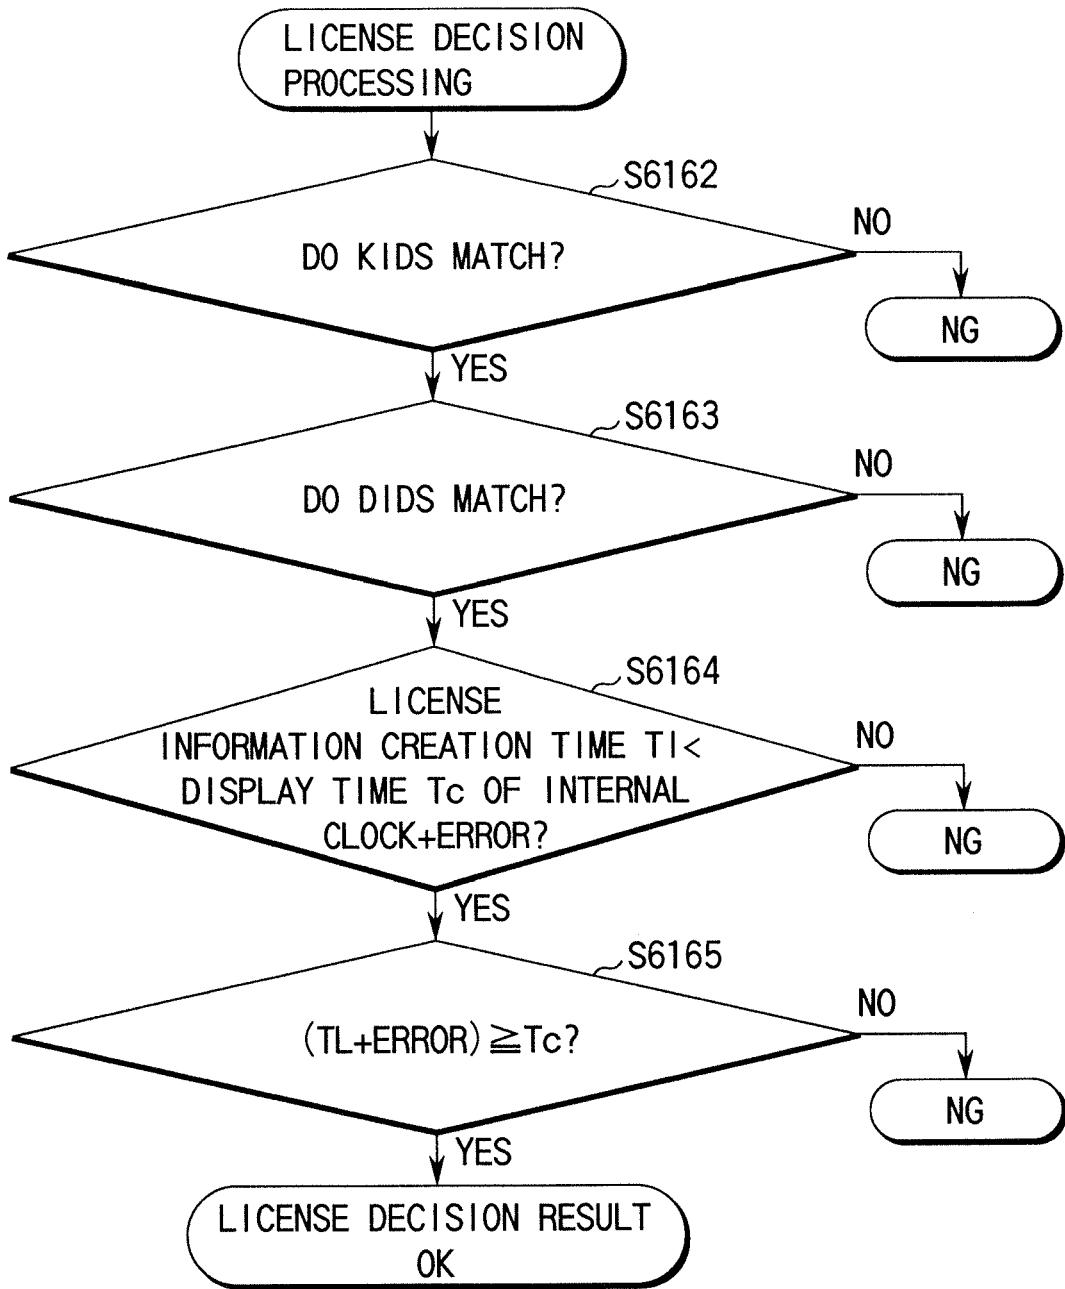 LICENSE DECISION
PROCESSING
S6162
DO KIDS MATCH?
NO
NG
YES
S6163
DO DIDS MATCH?
NO
NG
YES
S6164
LICENSE
INFORMATION CREATION TIME TI<
DISPLAY TIME Tc OF INTERNAL
CLOCK+ERROR?
NO
NG
YES
S6165
(TL+ERROR)≧Tc?
NO
NG
YES
LICENSE DECISION RESULT
OK